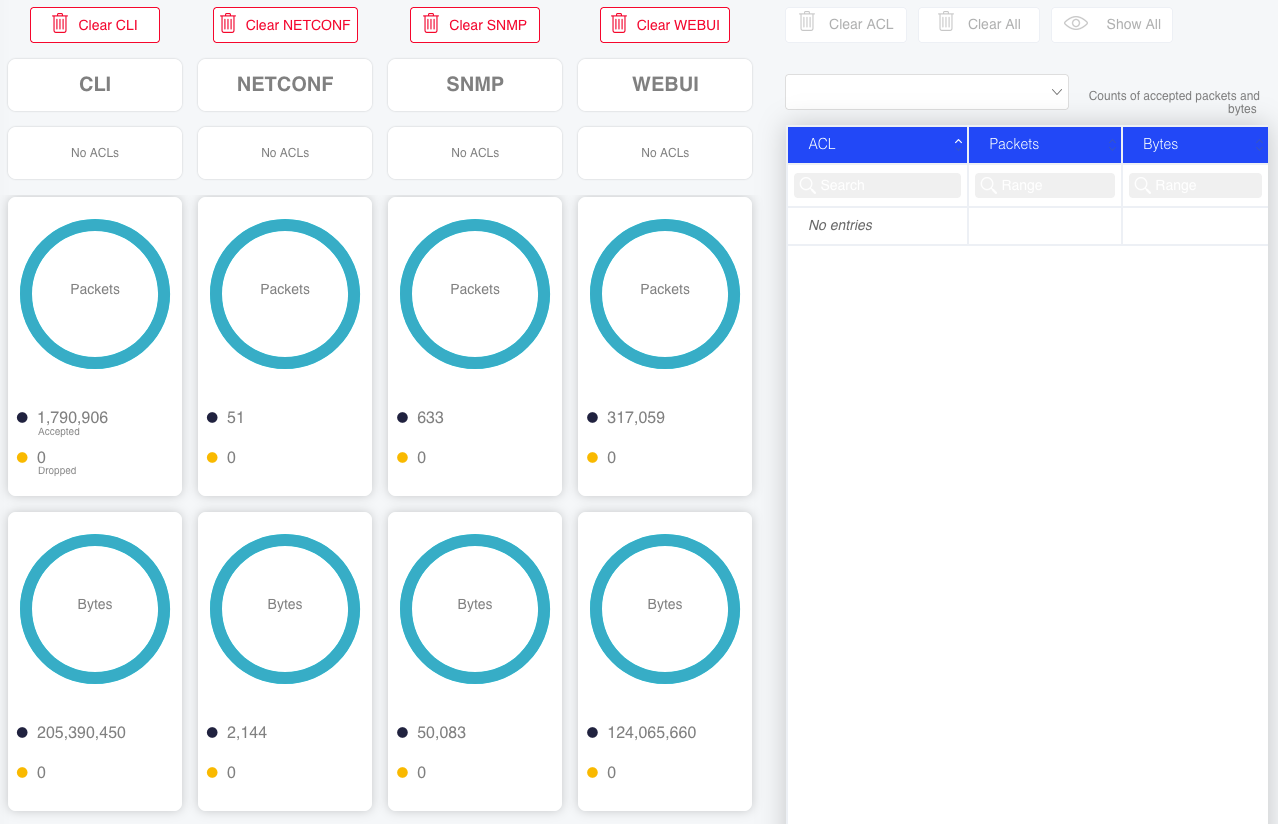 Clear CLI
Clear NETCONF
Clear SNMP
Clear WEBUI
Clear ACL
Clear All
Show All
CLI
NETCONF
SNMP
WEBUI
No ACLs
No ACLs
No ACLs
No ACLs
Packets
Packets
Packets
Packets
1,790,906
Accepted
0
Dropped
51
0
633
0
317,059
0
Bytes
Bytes
Bytes
Bytes
205,390,450
0
2,144
0
50,083
0
124,065,660
0
Counts of accepted packets and
bytes
ACL
Packets
Bytes
Search
Range
Range
No entries